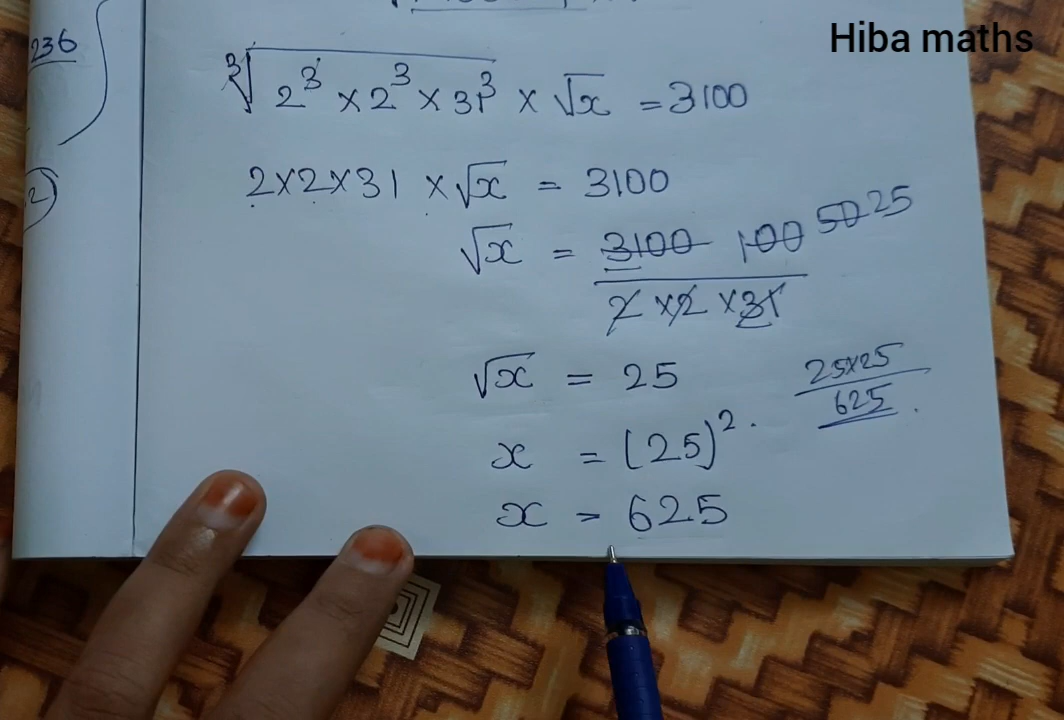 Hiba maths
236
∛(2³ × 2³ × 31³) × √x = 3100
2)
2×2×31 × √x = 3100
√x = 3100 100 50 25
2 × 2 × 31
√x = 25
25×25
625
x = (25)².
x = 625